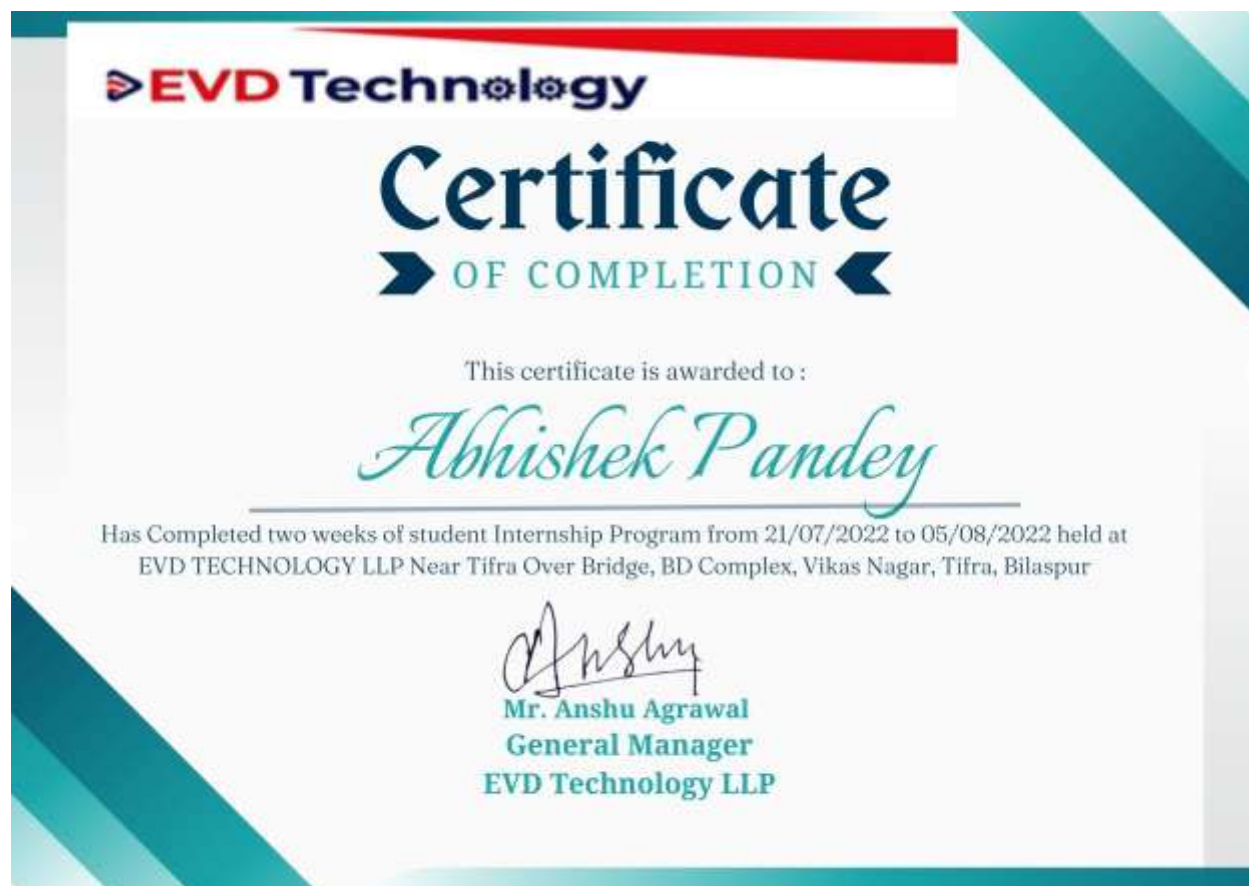 EVD Technology
Certificate
OF COMPLETION
This certificate is awarded to :
Abhishek Pandey
Has Completed two weeks of student Internship Program from 21/07/2022 to 05/08/2022 held at
EVD TECHNOLOGY LLP Near Tifra Over Bridge, BD Complex, Vikas Nagar, Tifra, Bilaspur
Anshu
Mr. Anshu Agrawal
General Manager
EVD Technology LLP